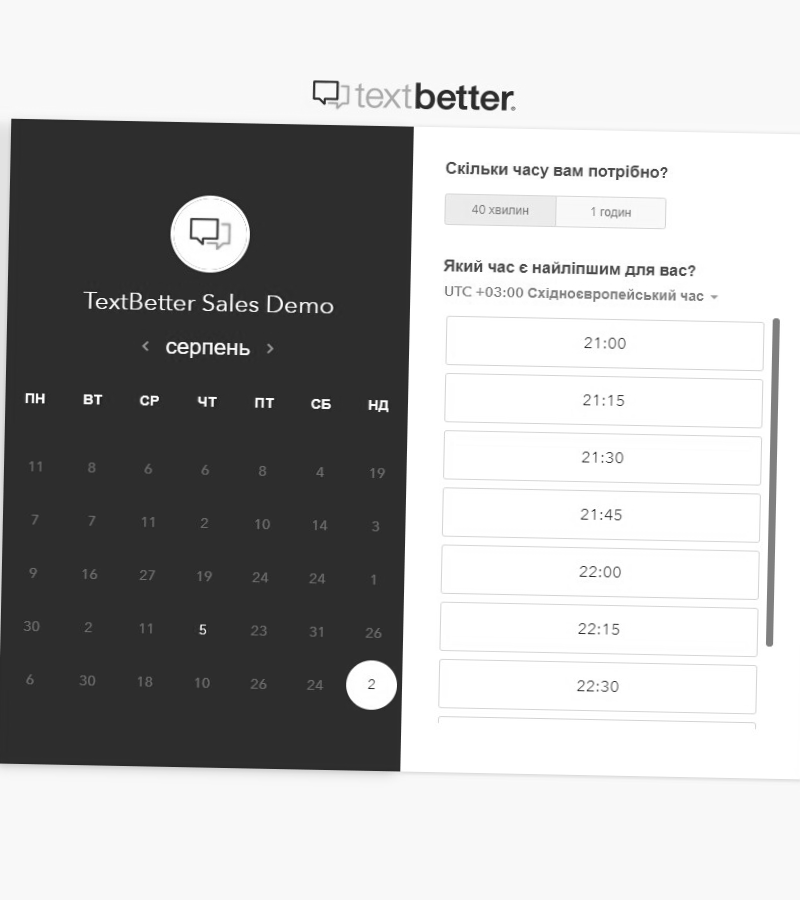 textbetter.
TextBetter Sales Demo
серпень
ПН ВТ СР ЧТ ПТ СБ НД
11 8 6 6 8 4 19
7 7 11 2 10 14 3
9 16 27 19 24 24 1
30 2 11 5 23 31 26
6 30 18 10 26 24 2
Скільки часу вам потрібно?
40 хвилин 1 годин
Який час є найліпшим для вас?
UTC +03:00 Східноєвропейський час
21:00
21:15
21:30
21:45
22:00
22:15
22:30